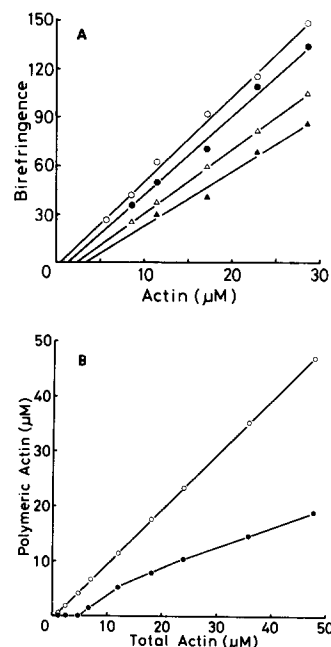 A
Birefringence
150
120
90
60
30
0
0 10 20 30
Actin (μM)
B
Polymeric Actin (μM)
50
40
30
20
10
0 10 20 30 40 50
Total Actin (μM)